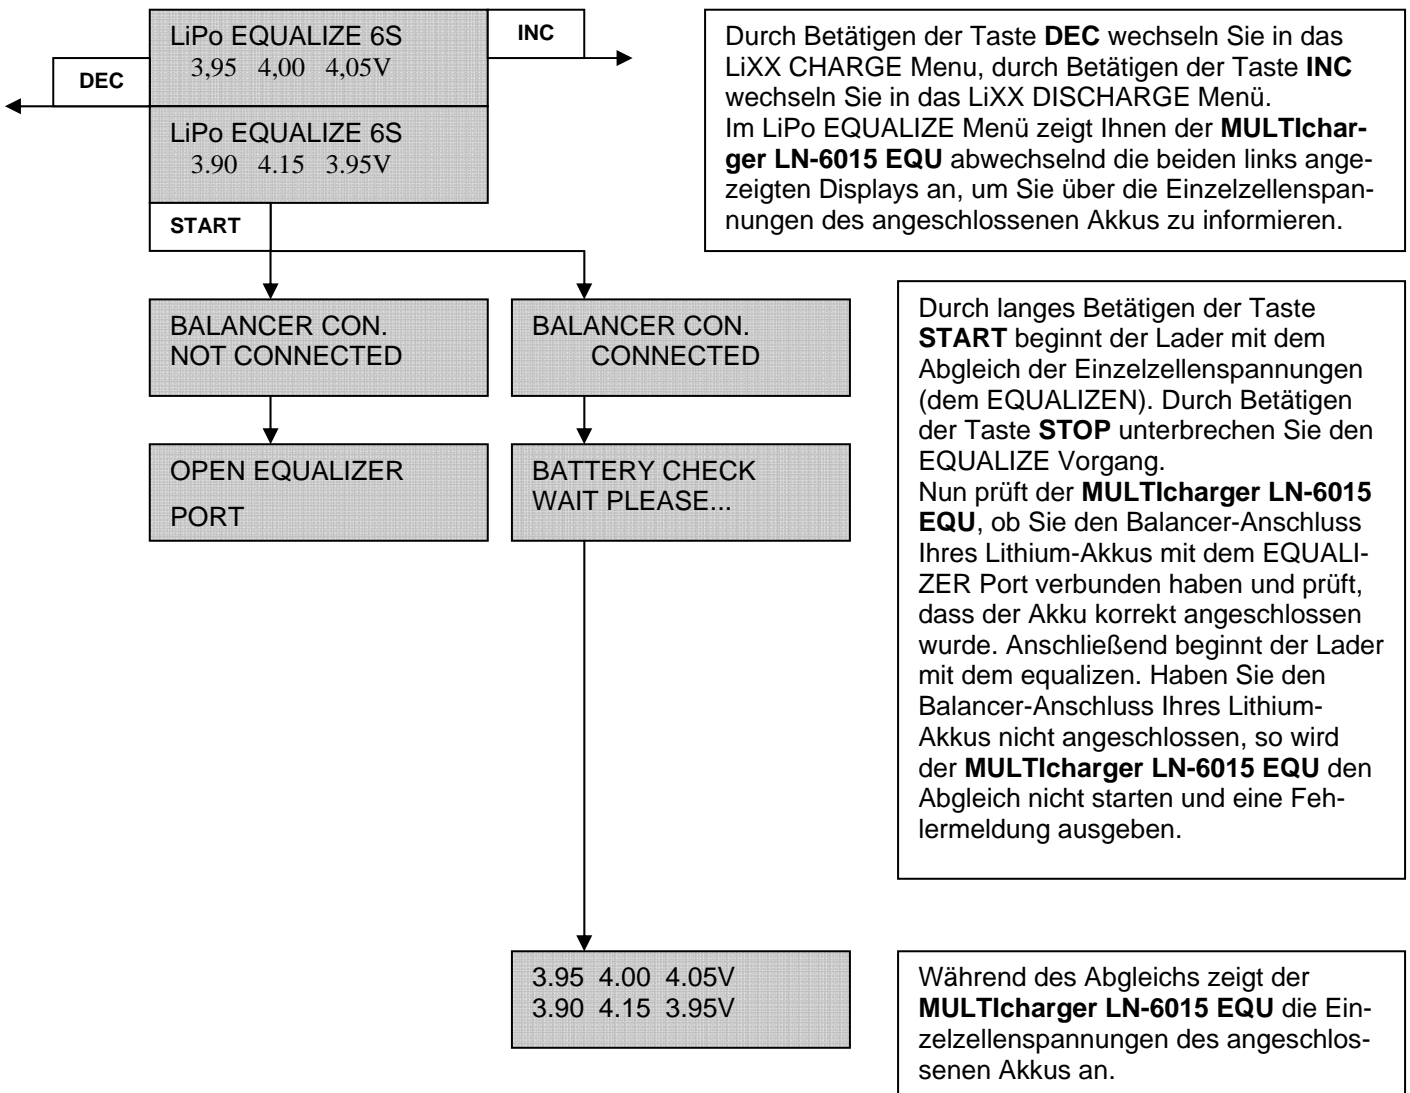 LiPo EQUALIZE 6S
3,95 4,00 4,05V
INC
DEC
LiPo EQUALIZE 6S
3.90 4.15 3.95V
START
Durch Betätigen der Taste DEC wechseln Sie in das
LiXX CHARGE Menu, durch Betätigen der Taste INC
wechseln Sie in das LiXX DISCHARGE Menü.
Im LiPo EQUALIZE Menü zeigt Ihnen der MULTIchar-
ger LN-6015 EQU abwechselnd die beiden links ange-
zeigten Displays an, um Sie über die Einzelzellenspan-
nungen des angeschlossenen Akkus zu informieren.
BALANCER CON.
NOT CONNECTED
BALANCER CON.
CONNECTED
OPEN EQUALIZER
PORT
BATTERY CHECK
WAIT PLEASE...
Durch langes Betätigen der Taste
START beginnt der Lader mit dem
Abgleich der Einzelzellenspannungen
(dem EQUALIZEN). Durch Betätigen
der Taste STOP unterbrechen Sie den
EQUALIZE Vorgang.
Nun prüft der MULTIcharger LN-6015
EQU, ob Sie den Balancer-Anschluss
Ihres Lithium-Akkus mit dem EQUALI-
ZER Port verbunden haben und prüft,
dass der Akku korrekt angeschlossen
wurde. Anschließend beginnt der Lader
mit dem equalizen. Haben Sie den
Balancer-Anschluss Ihres Lithium-
Akkus nicht angeschlossen, so wird
der MULTIcharger LN-6015 EQU den
Abgleich nicht starten und eine Feh-
lermeldung ausgeben.
3.95 4.00 4.05V
3.90 4.15 3.95V
Während des Abgleichs zeigt der
MULTIcharger LN-6015 EQU die Ein-
zelzellenspannungen des angeschlos-
senen Akkus an.